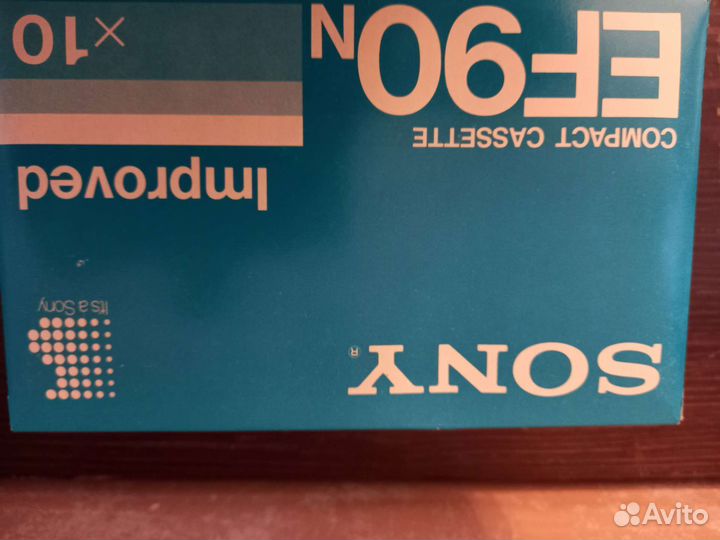 SONY®
It's a Sony
Improved
COMPACT CASSETTE
EF90N
×10
Avito